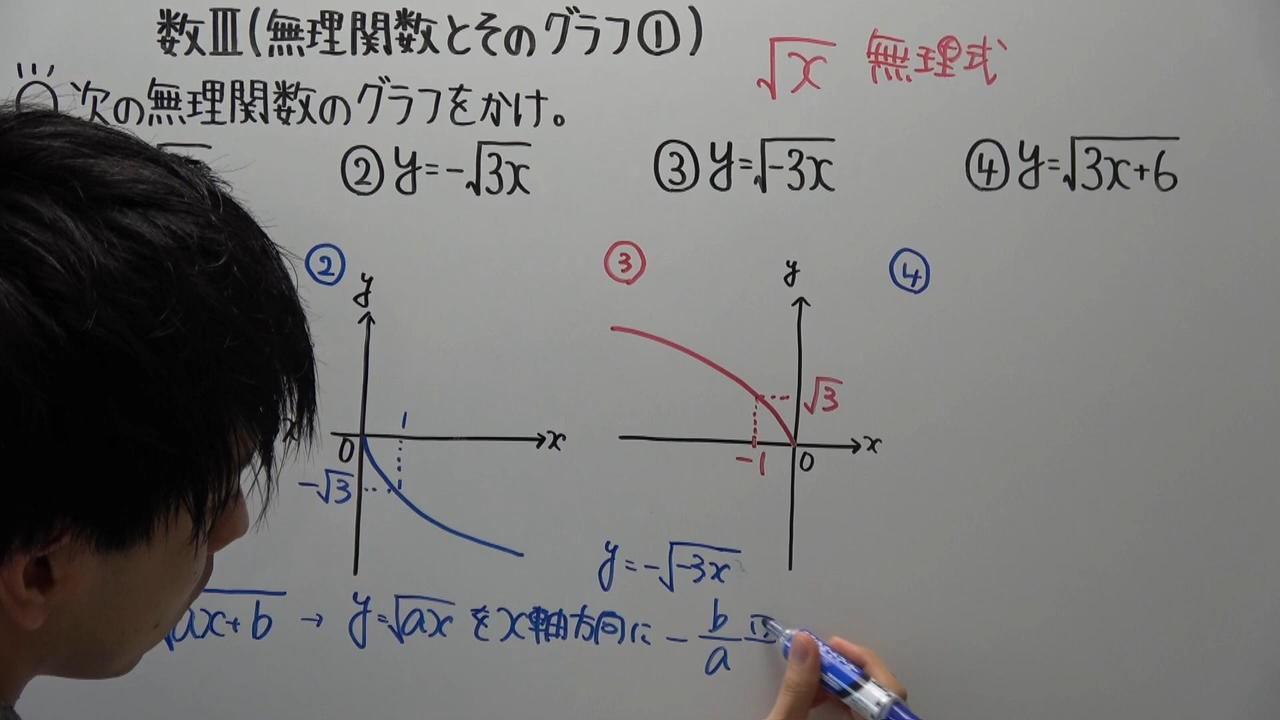 数Ⅲ(無理関数とそのグラフ①)
√x 無理式
次の無理関数のグラフをかけ。
② y=-√3x
③ y=√-3x
④ y=√3x+6
②
③
④
y
y
1
√3
x
0
-√3
x
-1
0
y=-√-3x
√ax+b → y=√ax をx軸方向に - b/a